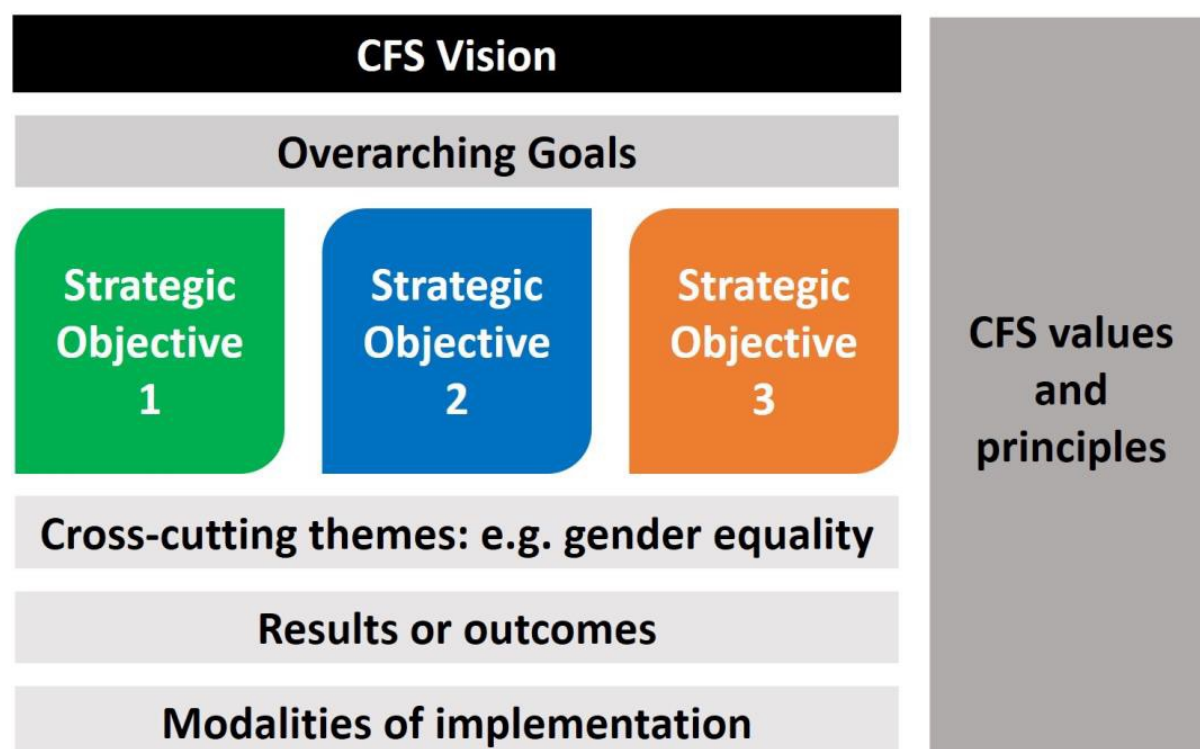 CFS Vision
Overarching Goals
Strategic
Objective
1
Strategic
Objective
2
Strategic
Objective
3
Cross-cutting themes: e.g. gender equality
Results or outcomes
Modalities of implementation
CFS values
and
principles